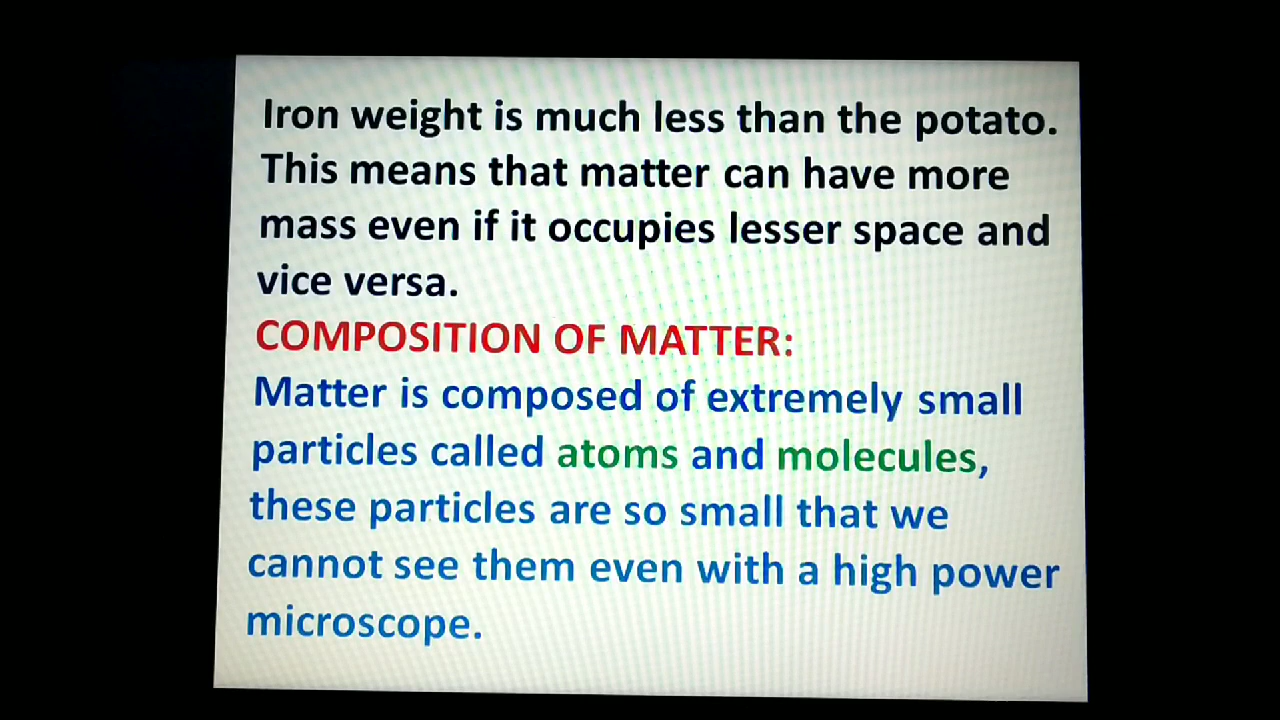 Iron weight is much less than the potato.
This means that matter can have more
mass even if it occupies lesser space and
vice versa.
COMPOSITION OF MATTER:
Matter is composed of extremely small
particles called atoms and molecules,
these particles are so small that we
cannot see them even with a high power
microscope.